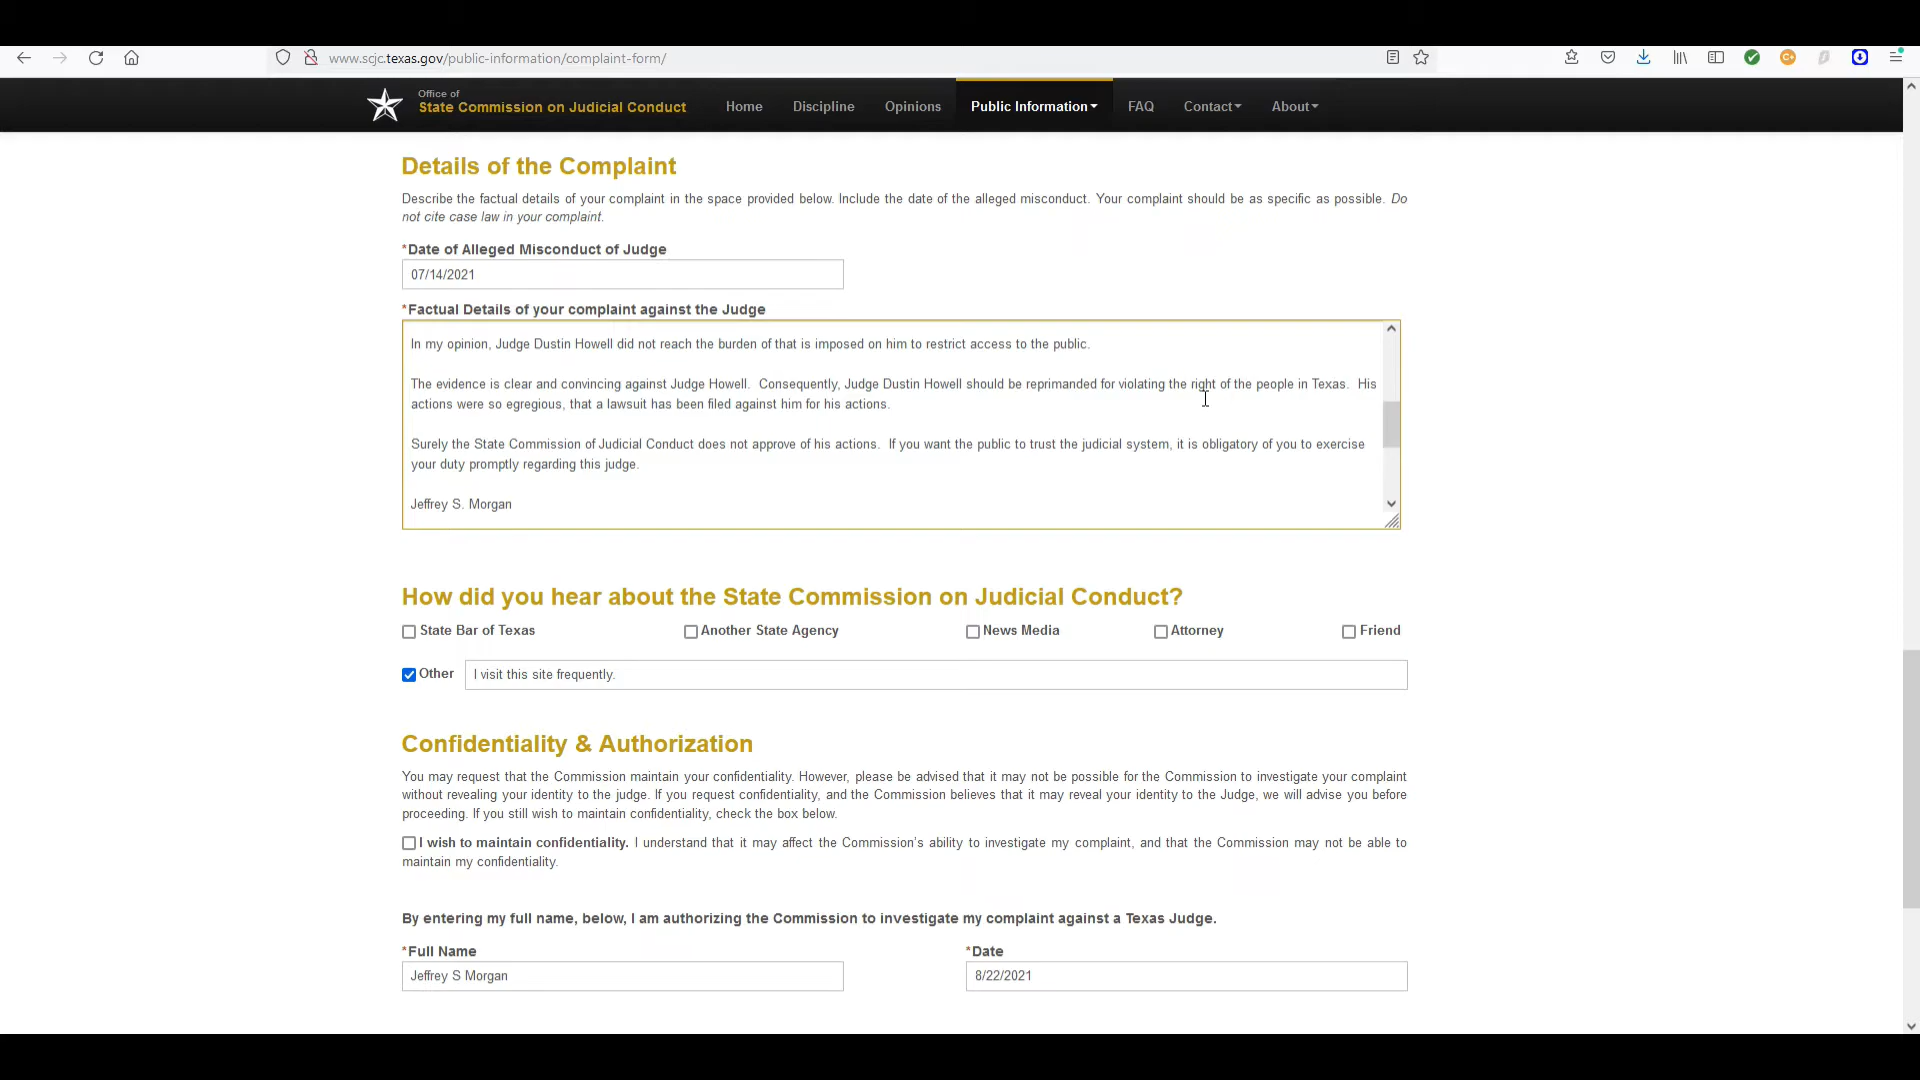 www.scjc.texas.gov/public-information/complaint-form/
Office of
State Commission on Judicial Conduct
Home
Discipline
Opinions
Public Information
FAQ
Contact
About
Details of the Complaint
Describe the factual details of your complaint in the space provided below. Include the date of the alleged misconduct. Your complaint should be as specific as possible. Do
not cite case law in your complaint.
*Date of Alleged Misconduct of Judge
07/14/2021
*Factual Details of your complaint against the Judge
In my opinion, Judge Dustin Howell did not reach the burden of that is imposed on him to restrict access to the public.
The evidence is clear and convincing against Judge Howell.  Consequently, Judge Dustin Howell should be reprimanded for violating the right of the people in Texas.  His
actions were so egregious, that a lawsuit has been filed against him for his actions.
Surely the State Commission of Judicial Conduct does not approve of his actions.  If you want the public to trust the judicial system, it is obligatory of you to exercise
your duty promptly regarding this judge.
Jeffrey S. Morgan
How did you hear about the State Commission on Judicial Conduct?
State Bar of Texas
Another State Agency
News Media
Attorney
Friend
Other
I visit this site frequently.
Confidentiality & Authorization
You may request that the Commission maintain your confidentiality. However, please be advised that it may not be possible for the Commission to investigate your complaint
without revealing your identity to the judge. If you request confidentiality, and the Commission believes that it may reveal your identity to the Judge, we will advise you before
proceeding. If you still wish to maintain confidentiality, check the box below.
I wish to maintain confidentiality. I understand that it may affect the Commission's ability to investigate my complaint, and that the Commission may not be able to
maintain my confidentiality.
By entering my full name, below, I am authorizing the Commission to investigate my complaint against a Texas Judge.
*Full Name
*Date
Jeffrey S Morgan
8/22/2021